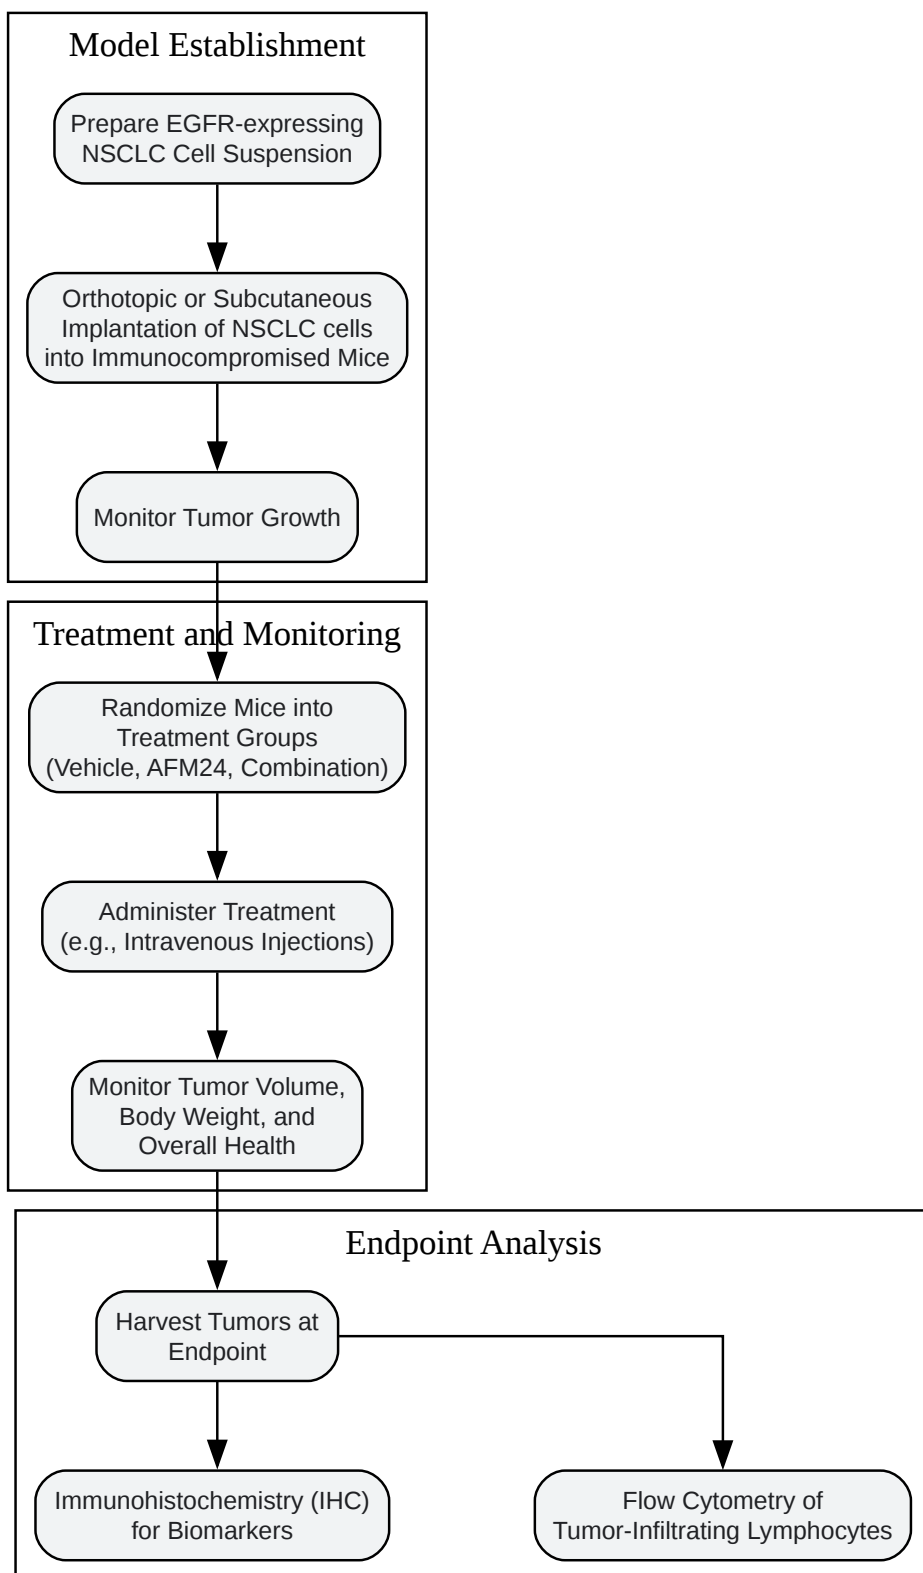 Model Establishment
Prepare EGFR-expressing
NSCLC Cell Suspension
Orthotopic or Subcutaneous
Implantation of NSCLC cells
into Immunocompromised Mice
Monitor Tumor Growth
Treatment and Monitoring
Randomize Mice into
Treatment Groups
(Vehicle, AFM24, Combination)
Administer Treatment
(e.g., Intravenous Injections)
Monitor Tumor Volume,
Body Weight, and
Overall Health
Endpoint Analysis
Harvest Tumors at
Endpoint
Immunohistochemistry (IHC)
for Biomarkers
Flow Cytometry of
Tumor-Infiltrating Lymphocytes